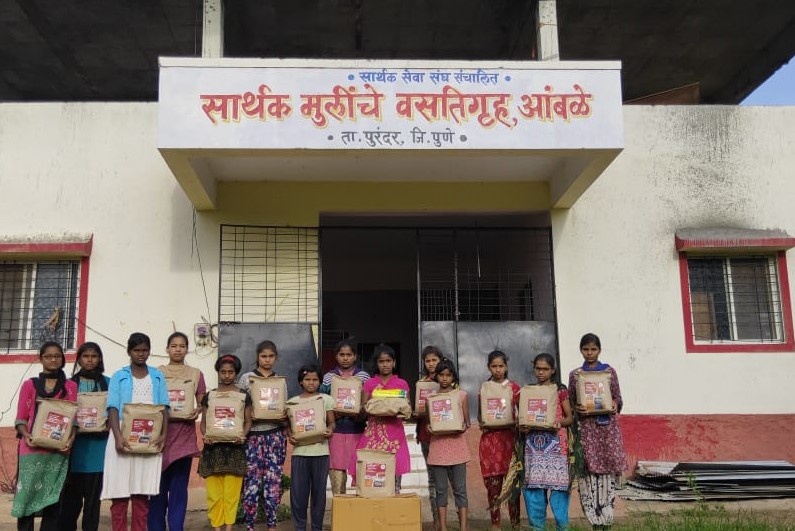 • सार्थक सेवा संघ संचालित •
सार्थक मुलींचे वसतिगृह, आंबळे
• ता. पुरंदर, जि. पुणे •